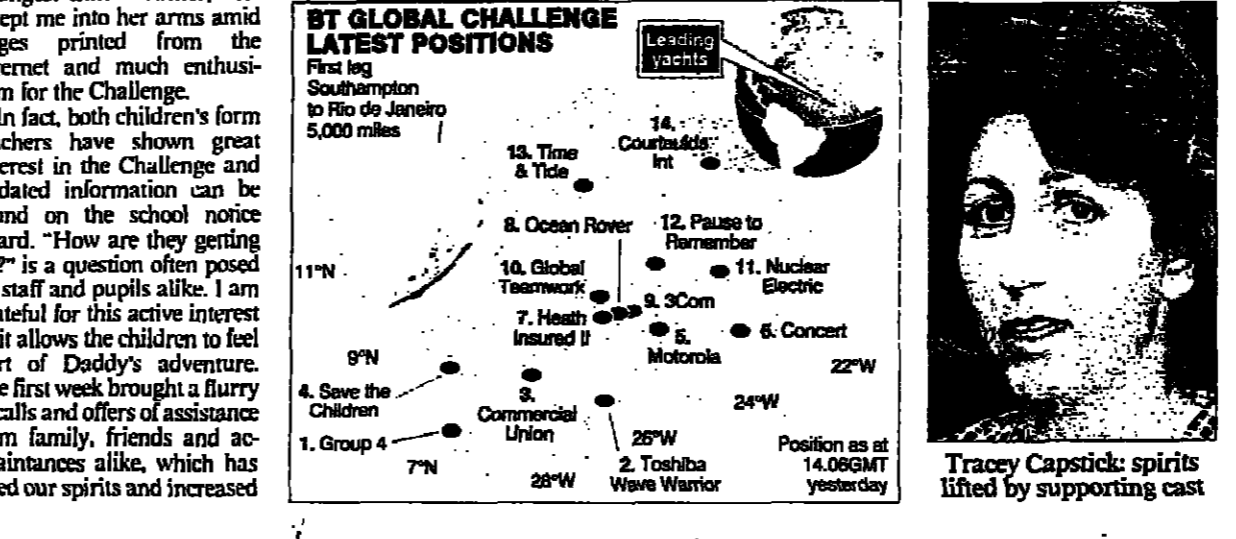 ept me into her arms amid
ges printed from the
ernet and much enthusi-
m for the Challenge.
In fact, both children's form
chers have shown great
erest in the Challenge and
dated information can be
und on the school notice
ard. "How are they getting
?" is a question often posed
staff and pupils alike. I am
ateful for this active interest
it allows the children to feel
rt of Daddy's adventure.
e first week brought a flurry
calls and offers of assistance
m family, friends and ac-
aintances alike, which has
ed our spirits and increased
BT GLOBAL CHALLENGE
LATEST POSITIONS
First leg
Southampton
to Rio de Janeiro
5,000 miles
Leading
yachts
14.
Courtaulds
Int
13. Time
& Tide
8. Ocean Rover
12. Pause to
Remember
11°N
10. Global
Teamwork
11. Nuclear
Electric
9. 3Com
7. Heath
Insured II
5.
Motorola
6. Concert
9°N
22°W
4. Save the
Children
3.
Commercial
Union
24°W
1. Group 4
26°W
7°N
28°W
2. Toshiba
Wave Warrior
Position as at
14.06GMT
yesterday
Tracey Capstick: spirits
lifted by supporting cast